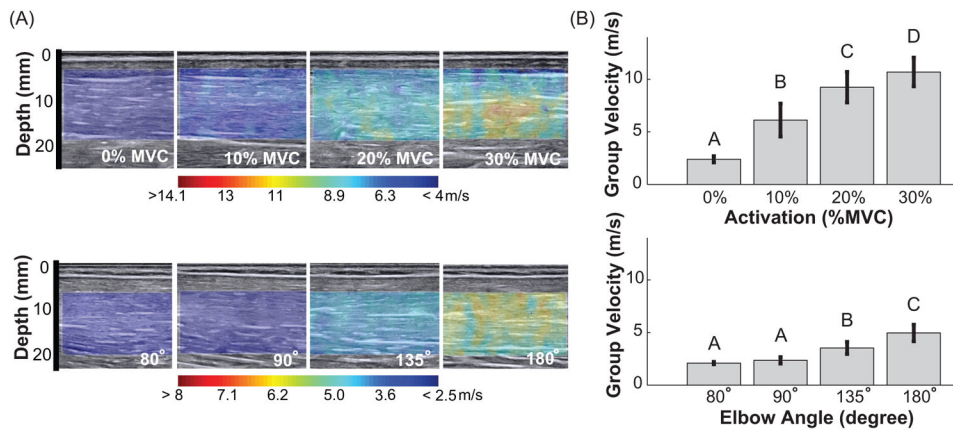 (A)
0
10
20
Depth (mm)
0% MVC
10% MVC
20% MVC
30% MVC
>14.1 13 11 8.9 6.3 < 4 m/s
0
10
20
Depth (mm)
80°
90°
135°
180°
> 8 7.1 6.2 5.0 3.6 < 2.5 m/s
(B)
Group Velocity (m/s)
10
5
0
A
B
C
D
0% 10% 20% 30%
Activation (%MVC)
Group Velocity (m/s)
10
5
0
A
A
B
C
80° 90° 135° 180°
Elbow Angle (degree)